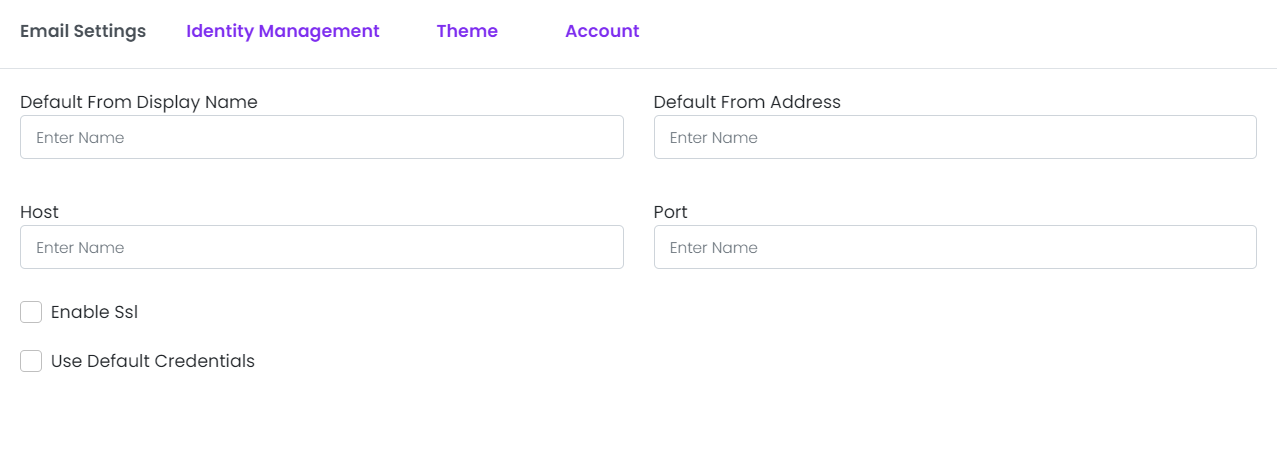 Email Settings Identity Management Theme Account
Default From Display Name Default From Address
Enter Name Enter Name
Host Port
Enter Name Enter Name
Enable Ssl
Use Default Credentials